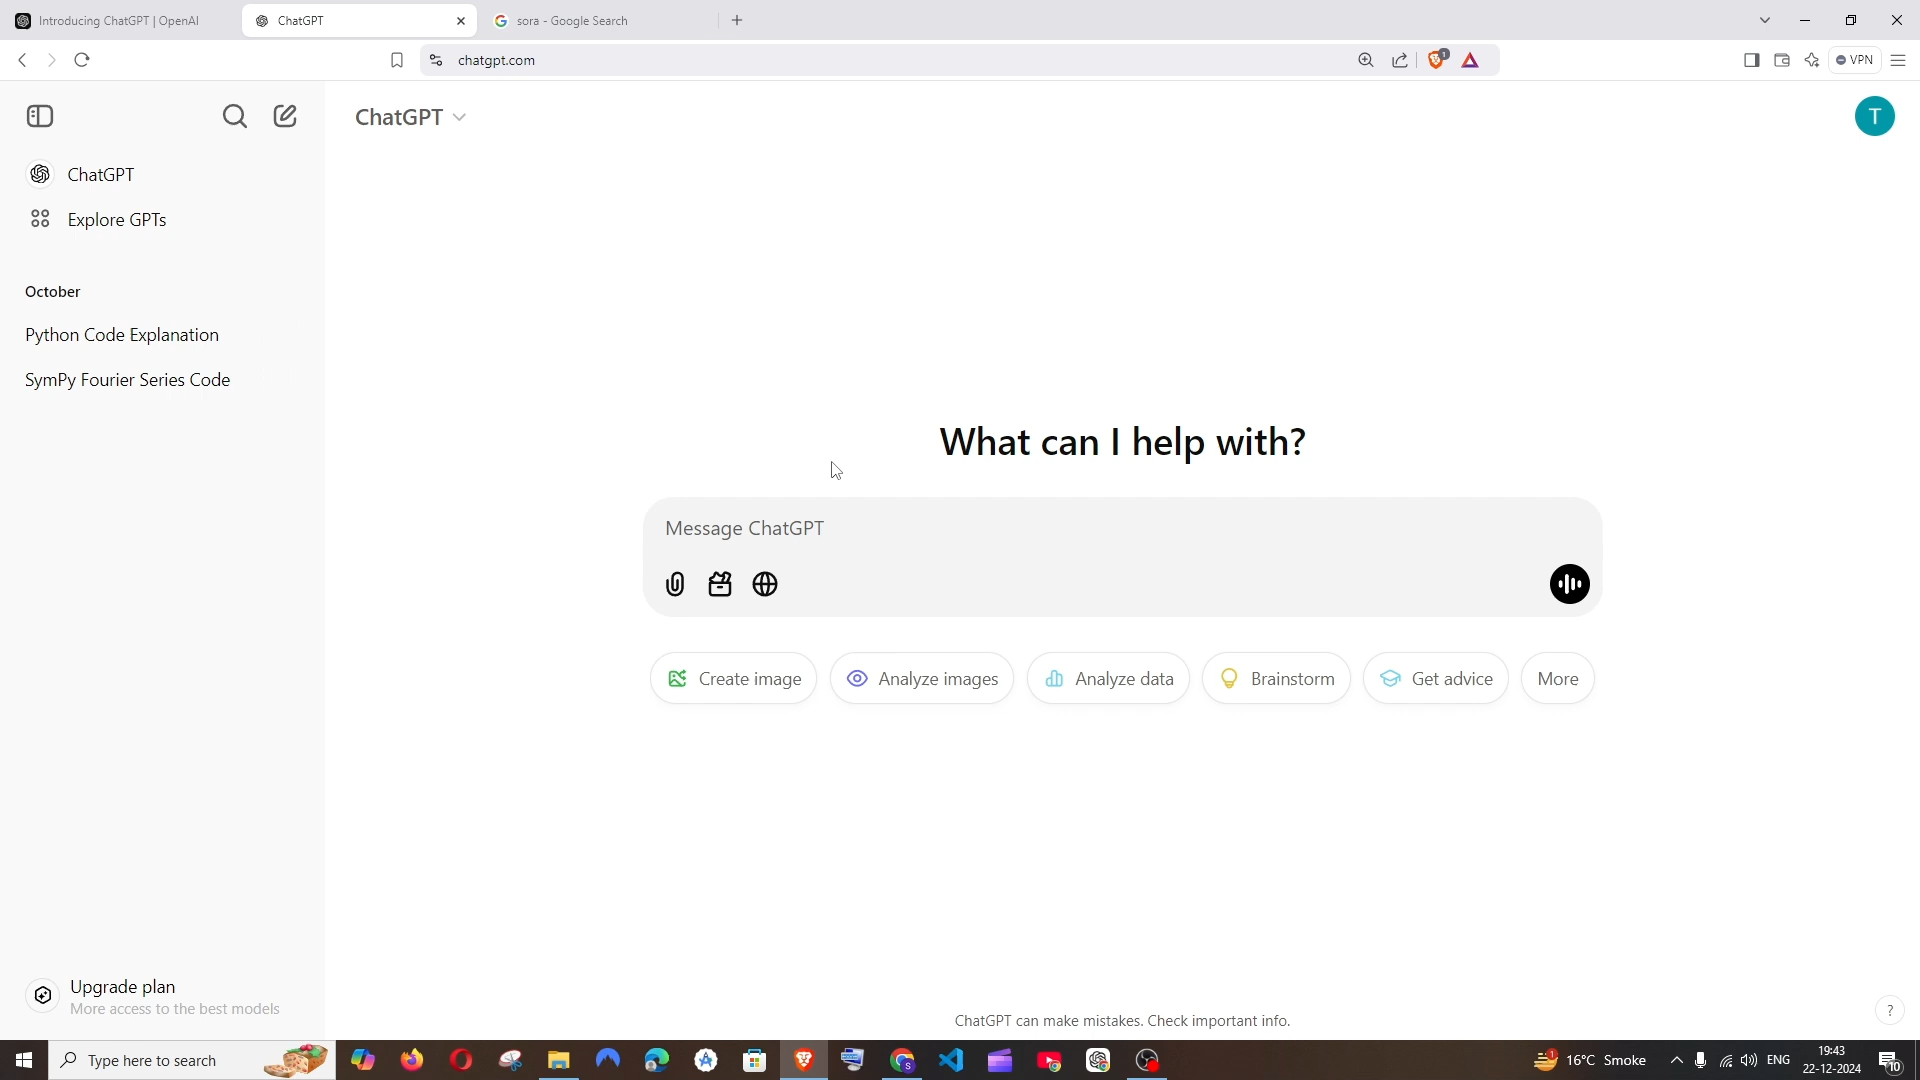 Introducing ChatGPT | OpenAI
ChatGPT
sora - Google Search
chatgpt.com
1
VPN
ChatGPT
T
ChatGPT
Explore GPTs
October
Python Code Explanation
SymPy Fourier Series Code
What can I help with?
Message ChatGPT
Create image
Analyze images
Analyze data
Brainstorm
Get advice
More
Upgrade plan
More access to the best models
ChatGPT can make mistakes. Check important info.
?
Type here to search
S
1
16°C Smoke
ENG
19:43
22-12-2024
10